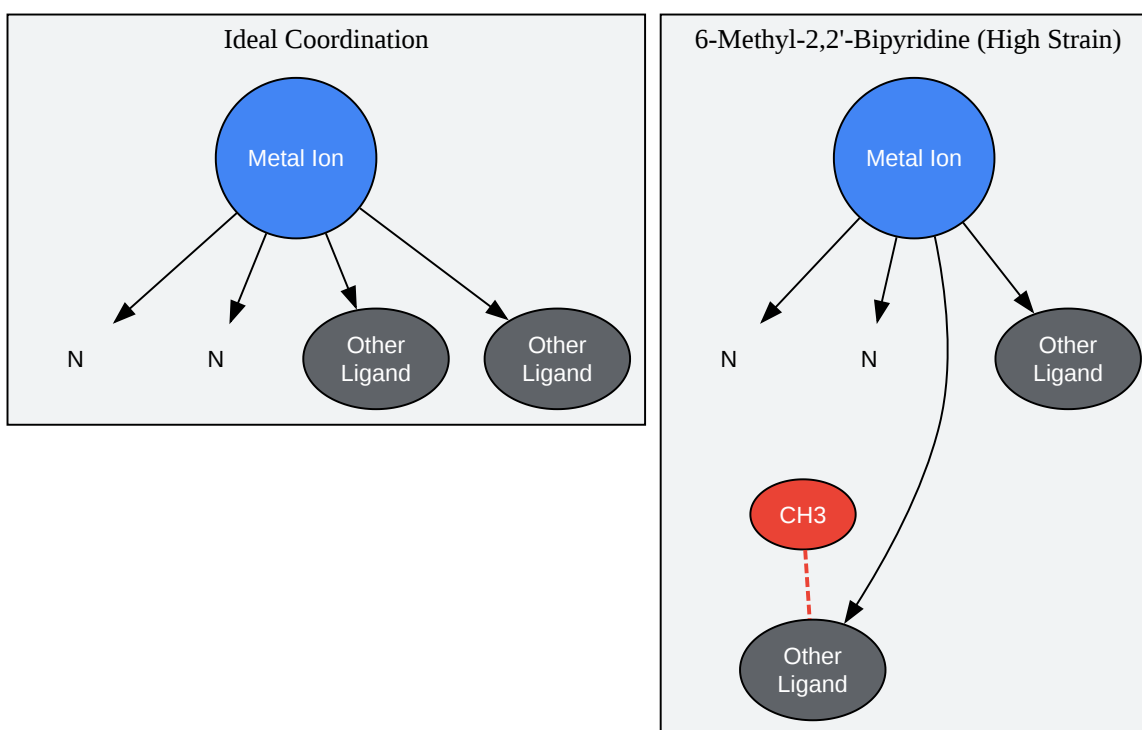 Ideal Coordination
Metal Ion
N
N
Other
Ligand
Other
Ligand
6-Methyl-2,2'-Bipyridine (High Strain)
Metal Ion
N
N
Other
Ligand
CH3
Other
Ligand